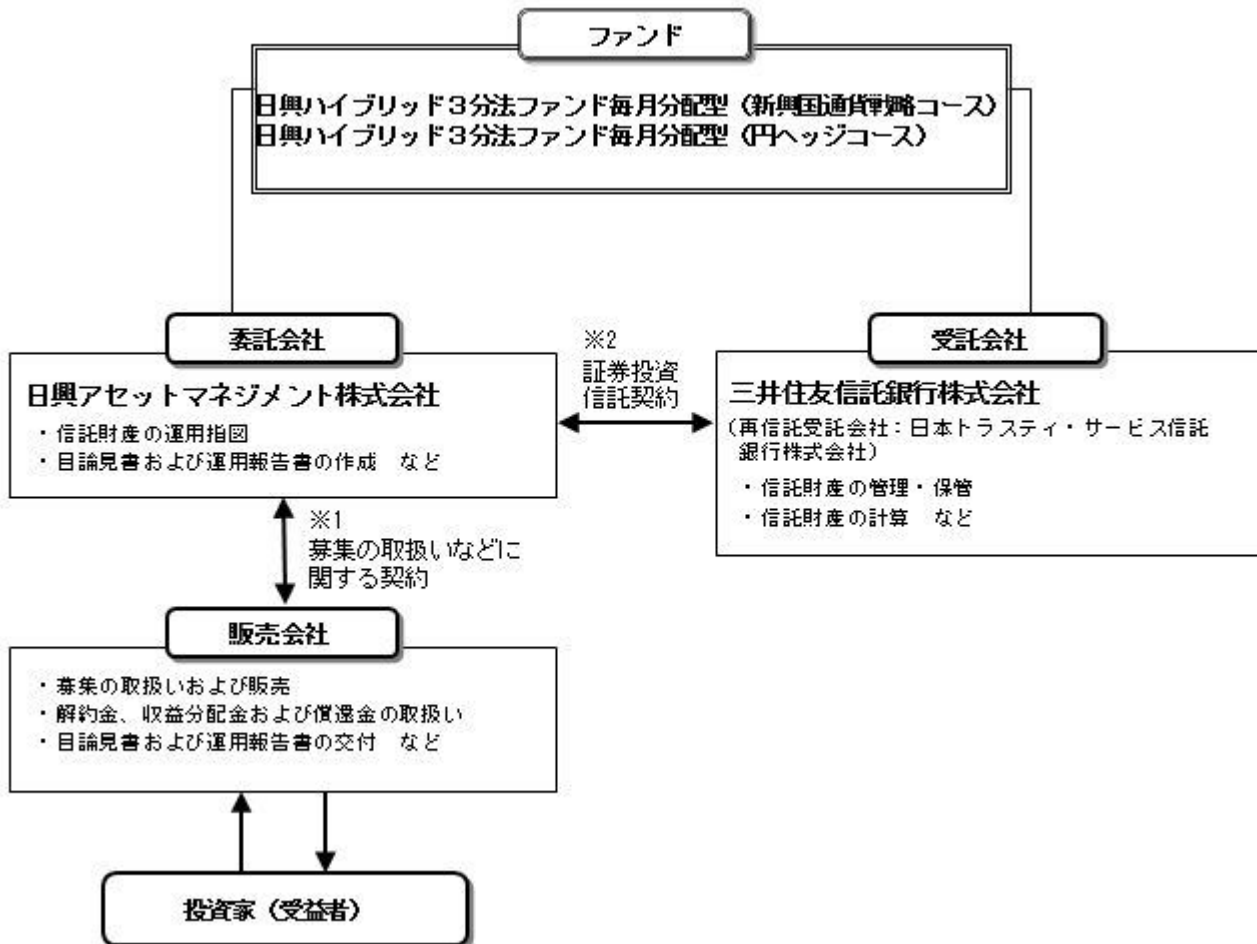 ファンド
日興ハイブリッド３分法ファンド毎月分配型（新興国通貨戦略コース）
日興ハイブリッド３分法ファンド毎月分配型（円ヘッジコース）
委託会社
日興アセットマネジメント株式会社
・信託財産の運用指図
・目論見書および運用報告書の作成　など
※2
証券投資
信託契約
受託会社
三井住友信託銀行株式会社
（再信託受託会社：日本トラスティ・サービス信託
銀行株式会社）
・信託財産の管理・保管
・信託財産の計算　など
※1
募集の取扱いなどに
関する契約
販売会社
・募集の取扱いおよび販売
・解約金、収益分配金および償還金の取扱い
・目論見書および運用報告書の交付　など
投資家（受益者）